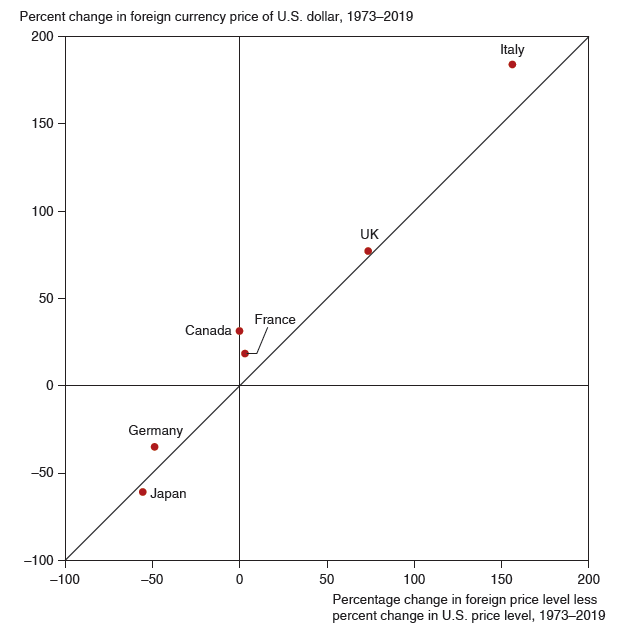 Percent change in foreign currency price of U.S. dollar, 1973–2019
200
Italy
150
100
UK
50
Canada
France
0
Germany
–50
Japan
–100
–100 –50 0 50 100 150 200
Percentage change in foreign price level less
percent change in U.S. price level, 1973–2019